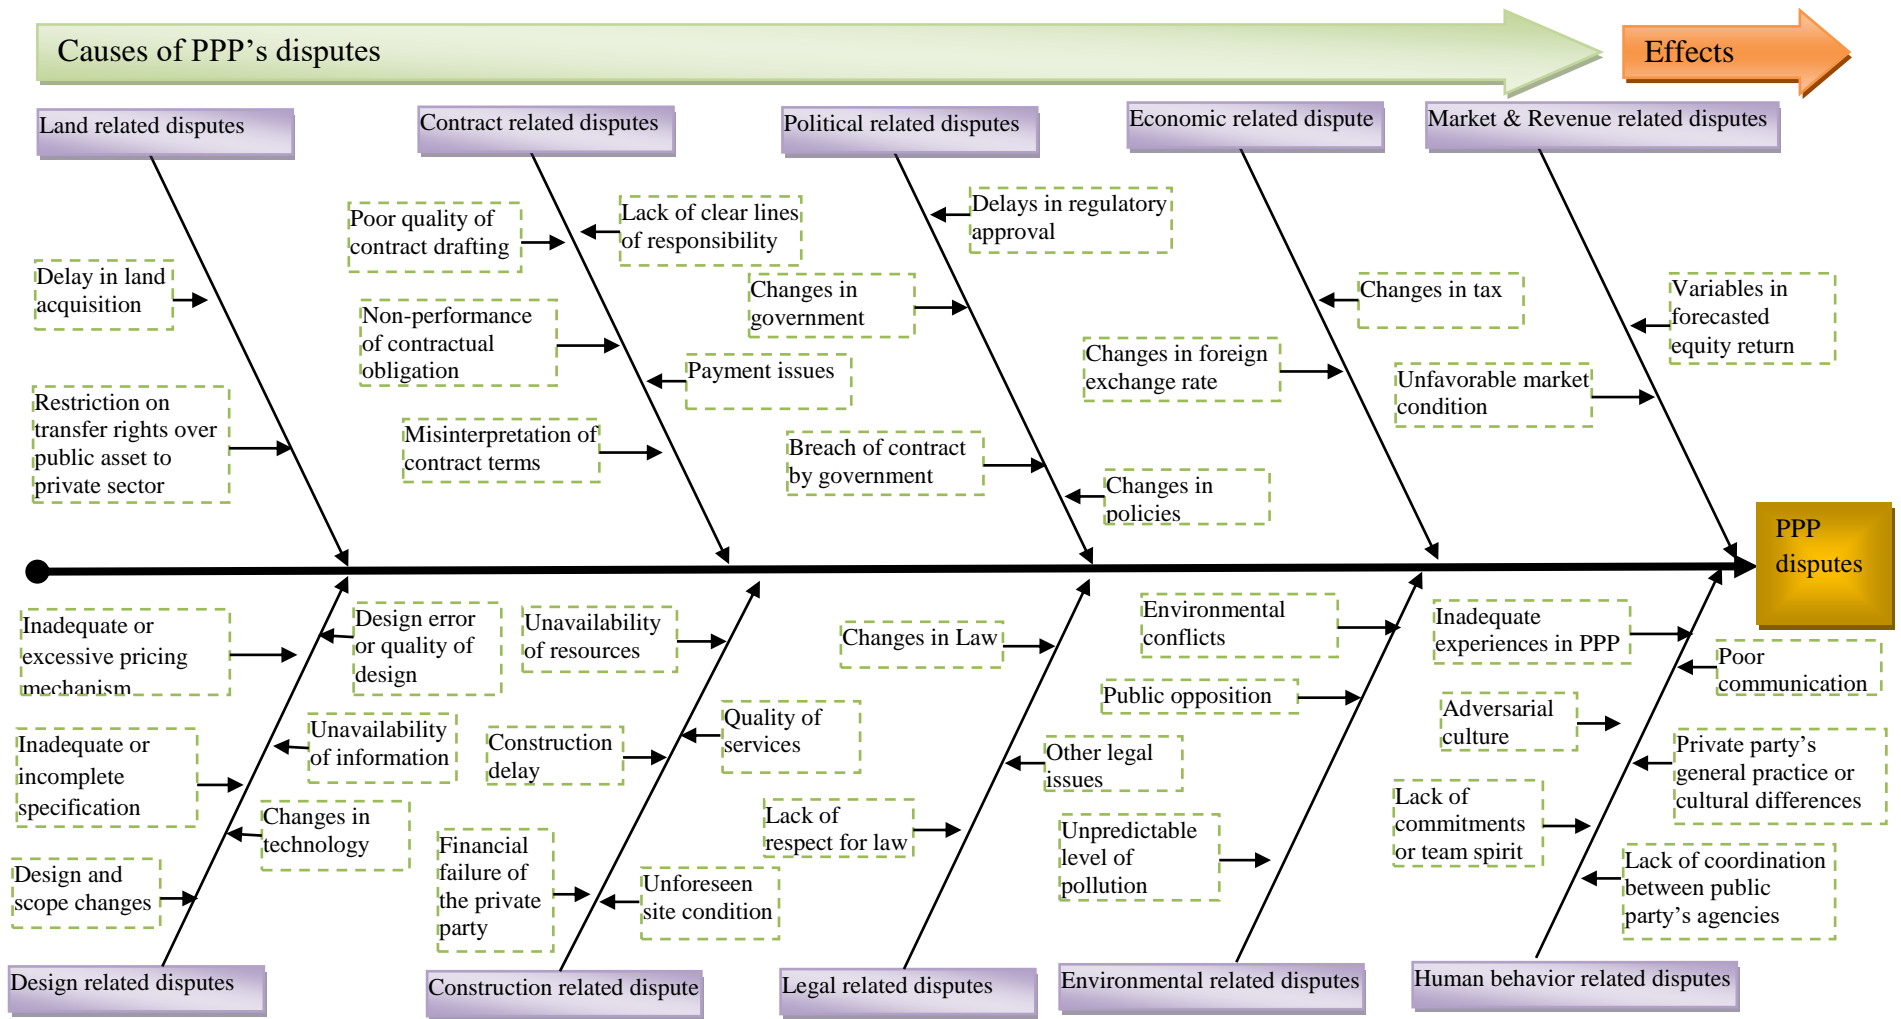 Causes of PPP's disputes
Effects
Land related disputes
Contract related disputes
Political related disputes
Economic related dispute
Market & Revenue related disputes
Delay in land
acquisition
Restriction on
transfer rights over
public asset to
private sector
Poor quality of
contract drafting
Lack of clear lines
of responsibility
Non-performance
of contractual
obligation
Payment issues
Misinterpretation of
contract terms
Delays in regulatory
approval
Changes in
government
Breach of contract
by government
Changes in
policies
Changes in tax
Changes in foreign
exchange rate
Variables in
forecasted
equity return
Unfavorable market
condition
PPP
disputes
Inadequate or
excessive pricing
mechanism
Design error
or quality of
design
Unavailability
of information
Inadequate or
incomplete
specification
Changes in
technology
Design and
scope changes
Unavailability
of resources
Quality of
services
Construction
delay
Financial
failure of
the private
party
Unforeseen
site condition
Changes in Law
Other legal
issues
Lack of
respect for law
Environmental
conflicts
Public opposition
Unpredictable
level of
pollution
Inadequate
experiences in PPP
Poor
communication
Adversarial
culture
Private party's
general practice or
cultural differences
Lack of
commitments
or team spirit
Lack of coordination
between public
party's agencies
Design related disputes
Construction related dispute
Legal related disputes
Environmental related disputes
Human behavior related disputes